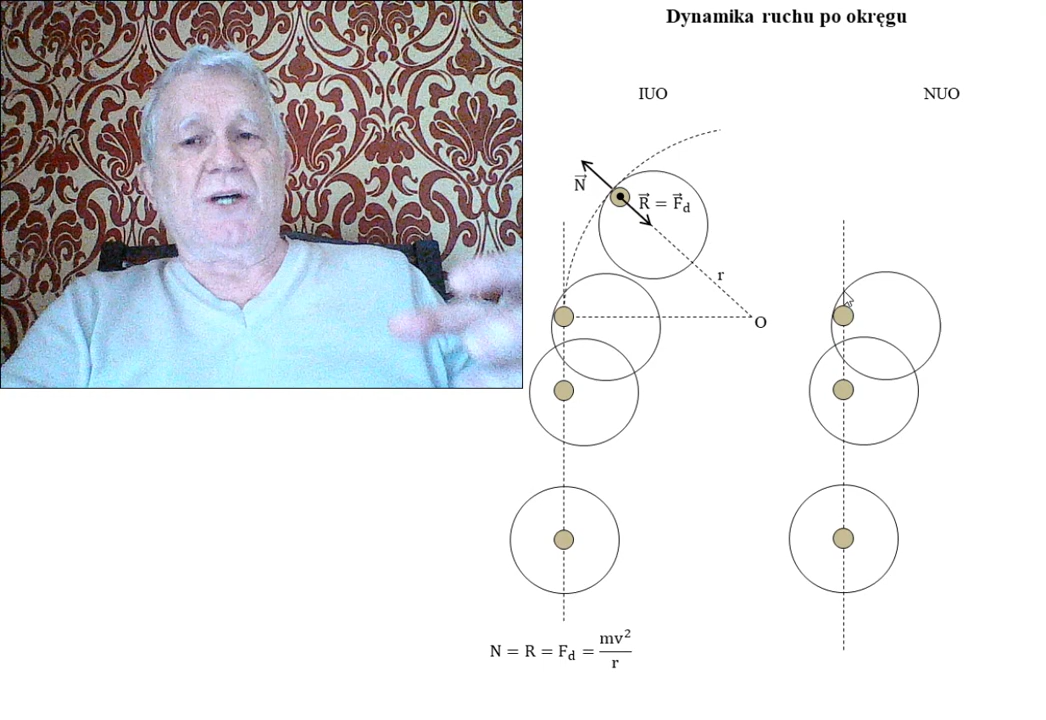 Dynamika ruchu po okręgu
IUO
NUO
N⃗
R⃗ = F⃗d
r
O
N = R = Fd = mv²/r